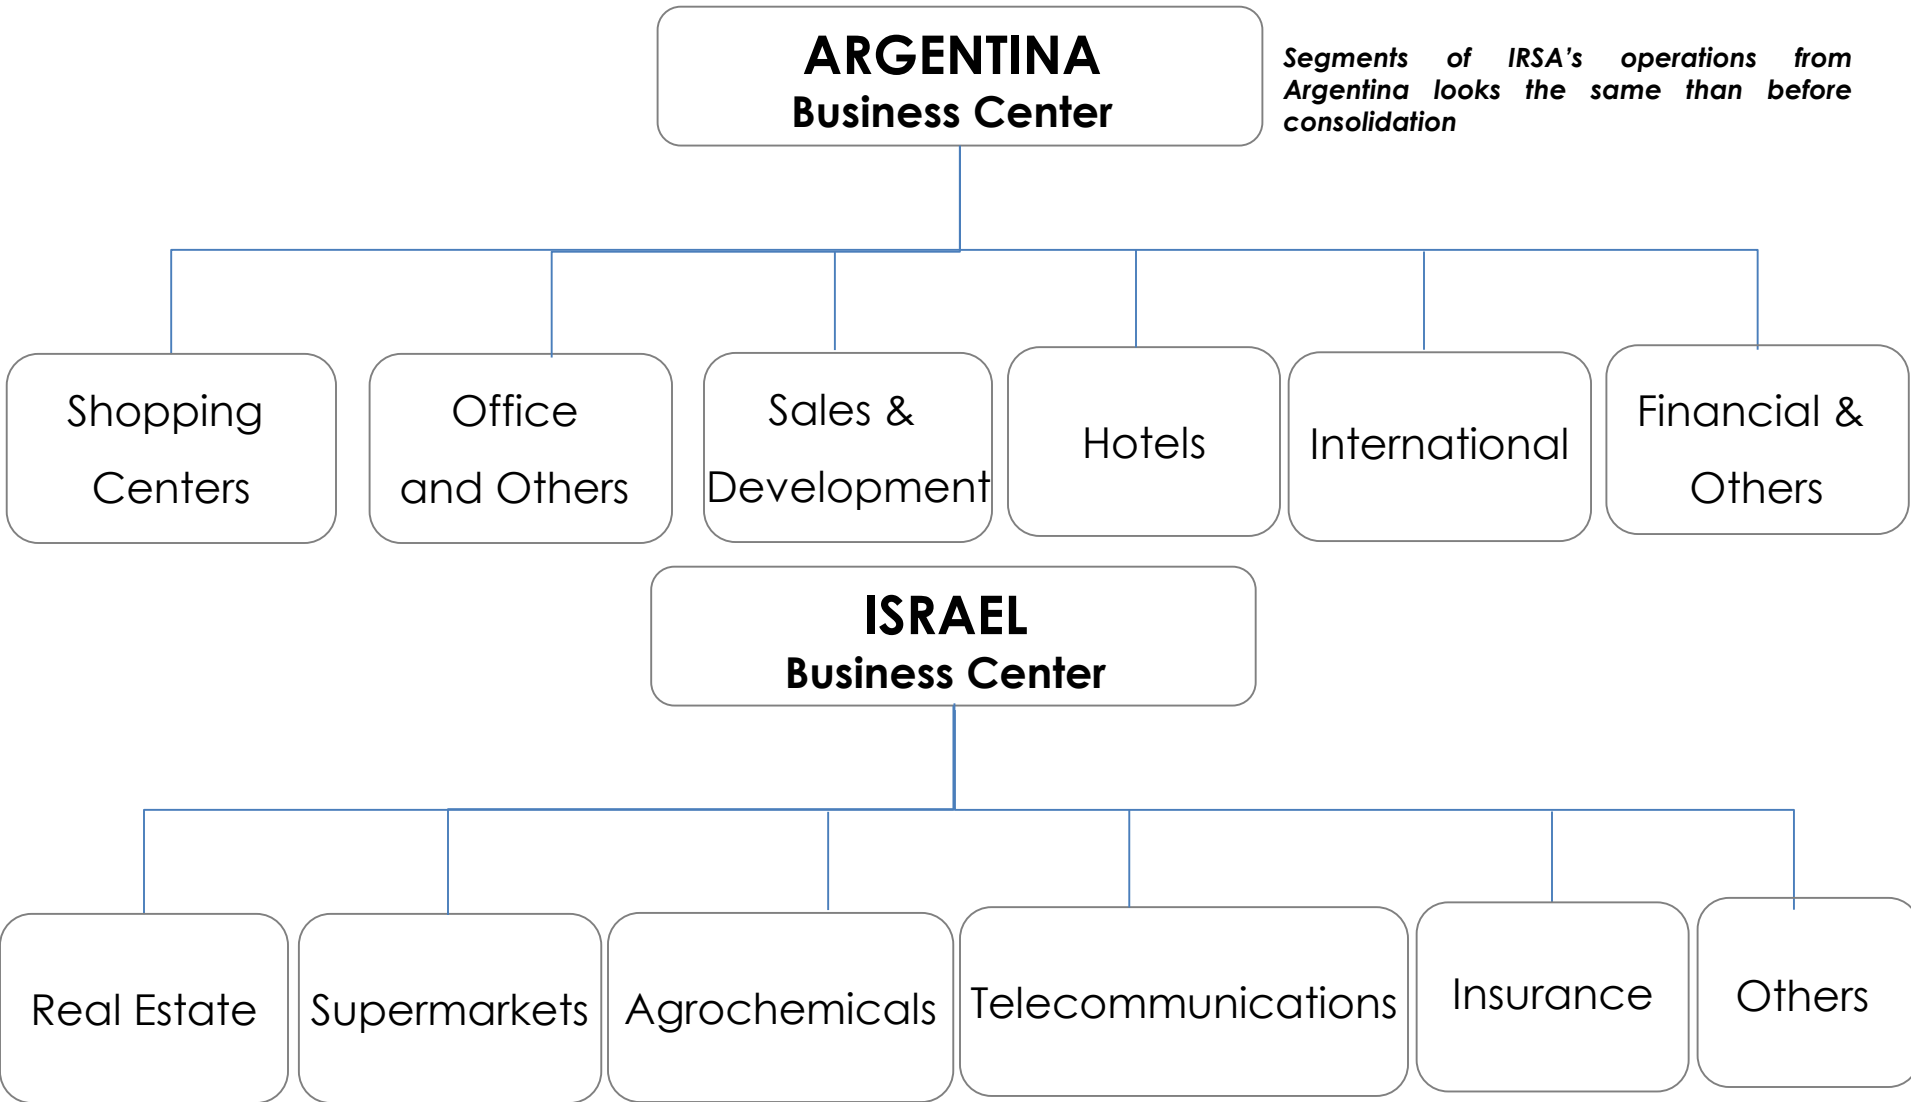 ARGENTINA
Business Center
Segments of IRSA's operations from
Argentina looks the same than before
consolidation
Shopping
Centers
Office
and Others
Sales &
Development
Hotels
International
Financial &
Others
ISRAEL
Business Center
Real Estate
Supermarkets
Agrochemicals
Telecommunications
Insurance
Others